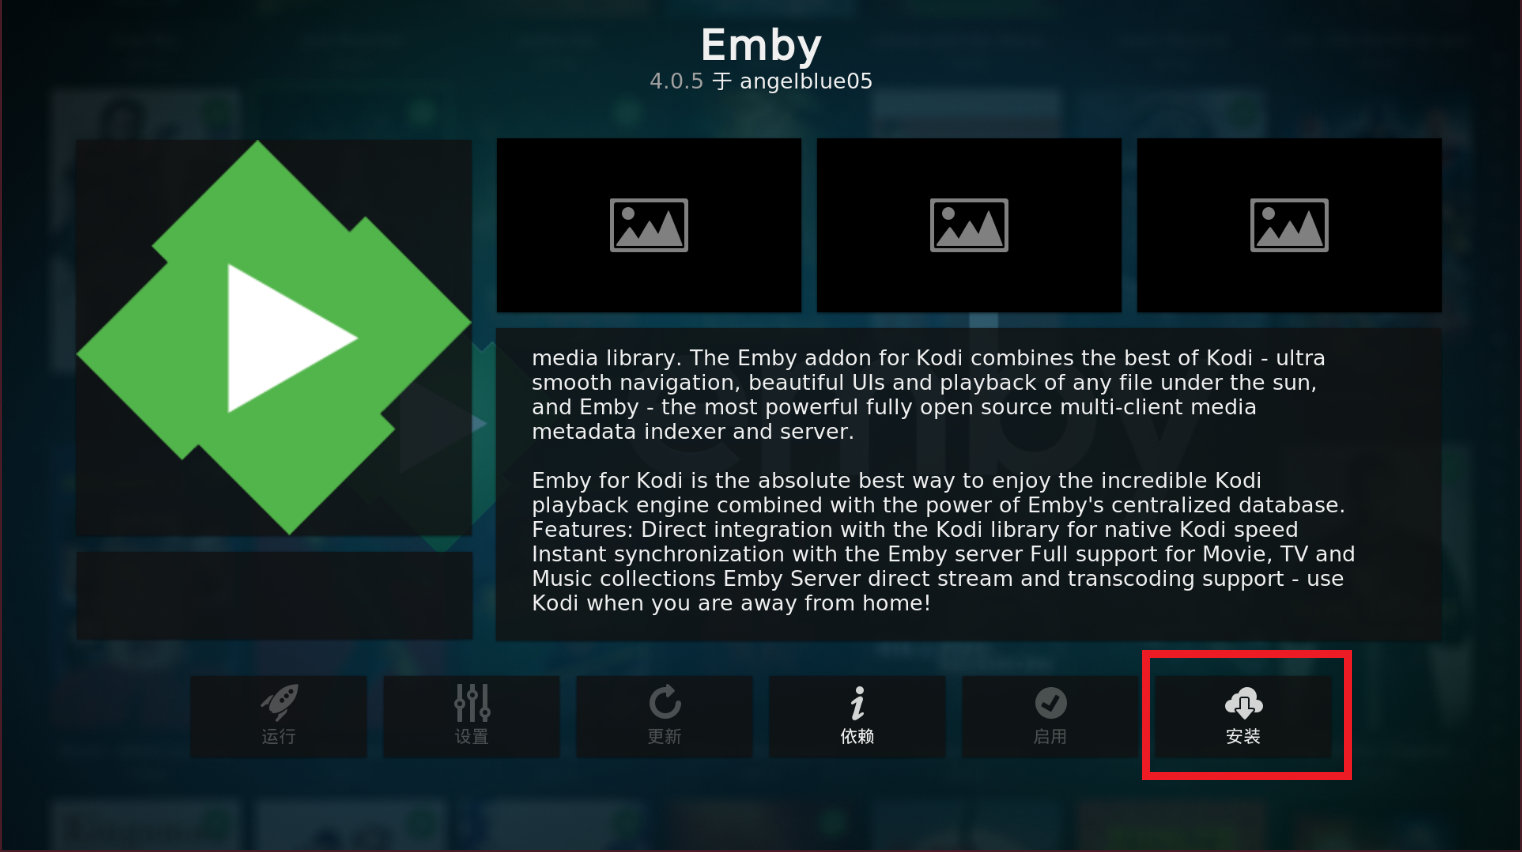 Emby
4.0.5 于 angelblue05
media library. The Emby addon for Kodi combines the best of Kodi - ultra
smooth navigation, beautiful UIs and playback of any file under the sun,
and Emby - the most powerful fully open source multi-client media
metadata indexer and server.
Emby for Kodi is the absolute best way to enjoy the incredible Kodi
playback engine combined with the power of Emby's centralized database.
Features: Direct integration with the Kodi library for native Kodi speed
Instant synchronization with the Emby server Full support for Movie, TV and
Music collections Emby Server direct stream and transcoding support - use
Kodi when you are away from home!
运行 设置 更新 依赖 启用 安装